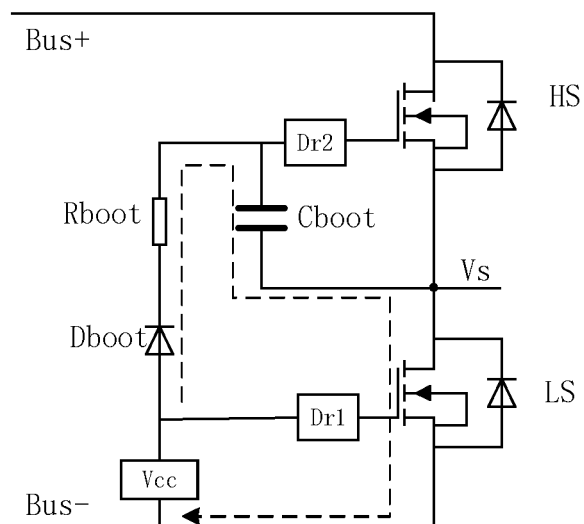 Bus+
HS
Dr2
Rboot
Cboot
Vs
Dboot
LS
Dr1
Vcc
Bus-